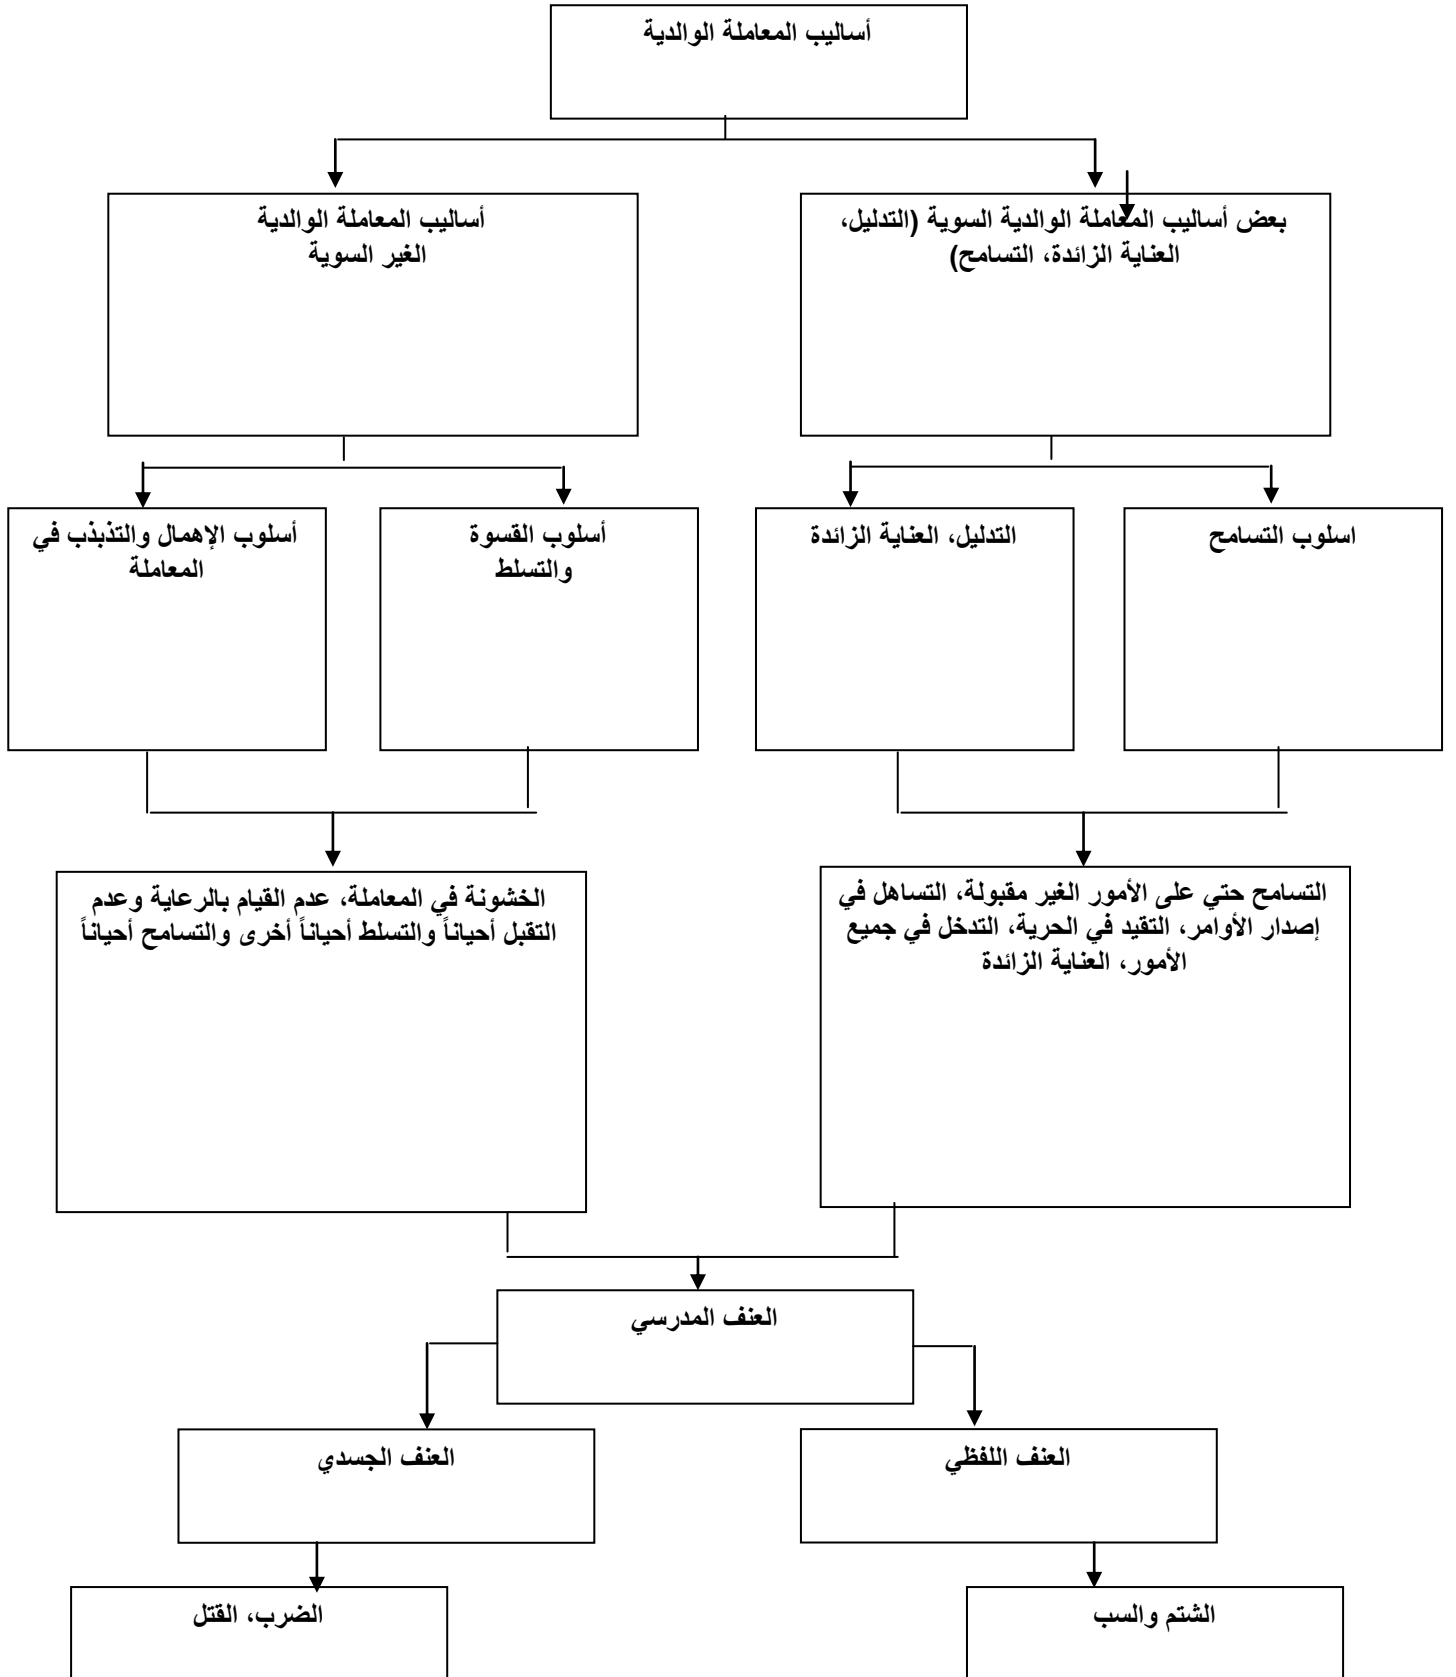 أساليب المعاملة الوالدية
بعض أساليب المعاملة الوالدية السوية (التدليل،
العناية الزائدة، التسامح)
أساليب المعاملة الوالدية
الغير السوية
اسلوب التسامح
التدليل، العناية الزائدة
أسلوب القسوة
والتسلط
أسلوب الإهمال والتذبذب في
المعاملة
التسامح حتي على الأمور الغير مقبولة، التساهل في
إصدار الأوامر، التقيد في الحرية، التدخل في جميع
الأمور، العناية الزائدة
الخشونة في المعاملة، عدم القيام بالرعاية وعدم
التقبل أحياناً والتسلط أحياناً أخرى والتسامح أحياناً
العنف المدرسي
العنف اللفظي
العنف الجسدي
الشتم والسب
الضرب، القتل